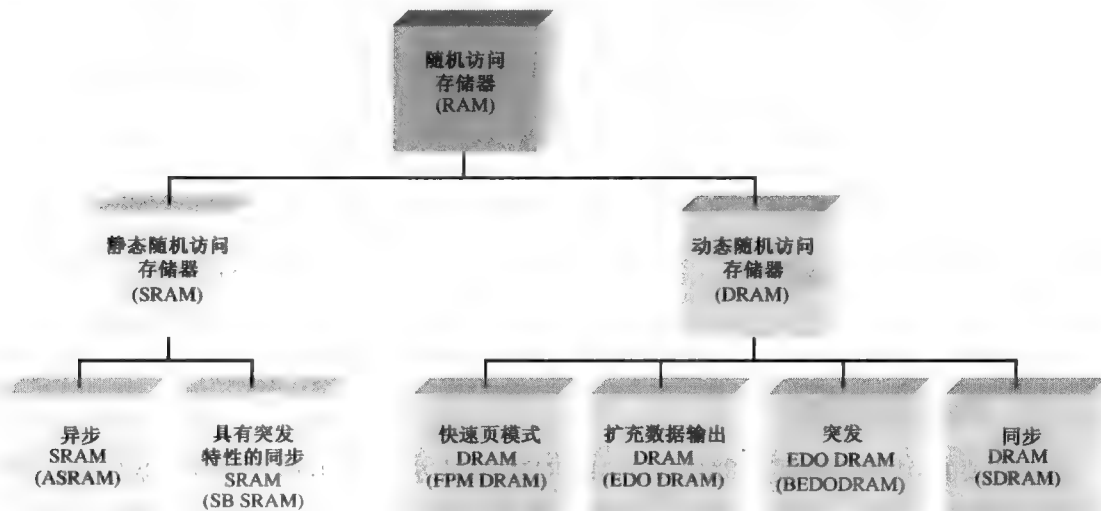 随机访问
存储器
(RAM)
静态随机访问
存储器
(SRAM)
动态随机访问
存储器
(DRAM)
异步
SRAM
(ASRAM)
具有突发
特性的同步
SRAM
(SB SRAM)
快速页模式
DRAM
(FPM DRAM)
扩充数据输出
DRAM
(EDO DRAM)
突发
EDO DRAM
(BEDODRAM)
同步
DRAM
(SDRAM)